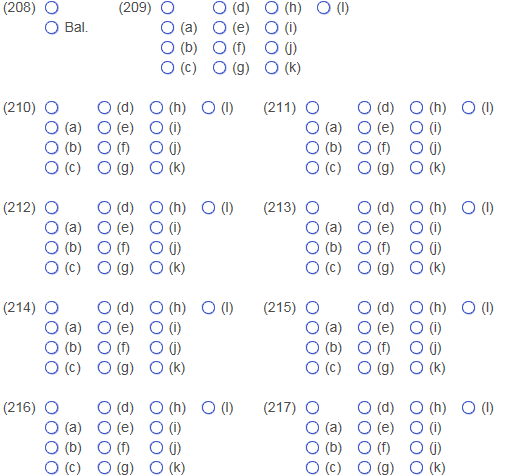 (208) (209) (d) (h) (l)
Bal. (a) (e) (i)
(b) (f) (j)
(c) (g) (k)
(210) (d) (h) (l) (211) (d) (h) (l)
(a) (e) (i) (a) (e) (i)
(b) (f) (j) (b) (f) (j)
(c) (g) (k) (c) (g) (k)
(212) (d) (h) (l) (213) (d) (h) (l)
(a) (e) (i) (a) (e) (i)
(b) (f) (j) (b) (f) (j)
(c) (g) (k) (c) (g) (k)
(214) (d) (h) (l) (215) (d) (h) (l)
(a) (e) (i) (a) (e) (i)
(b) (f) (j) (b) (f) (j)
(c) (g) (k) (c) (g) (k)
(216) (d) (h) (l) (217) (d) (h) (l)
(a) (e) (i) (a) (e) (i)
(b) (f) (j) (b) (f) (j)
(c) (g) (k) (c) (g) (k)